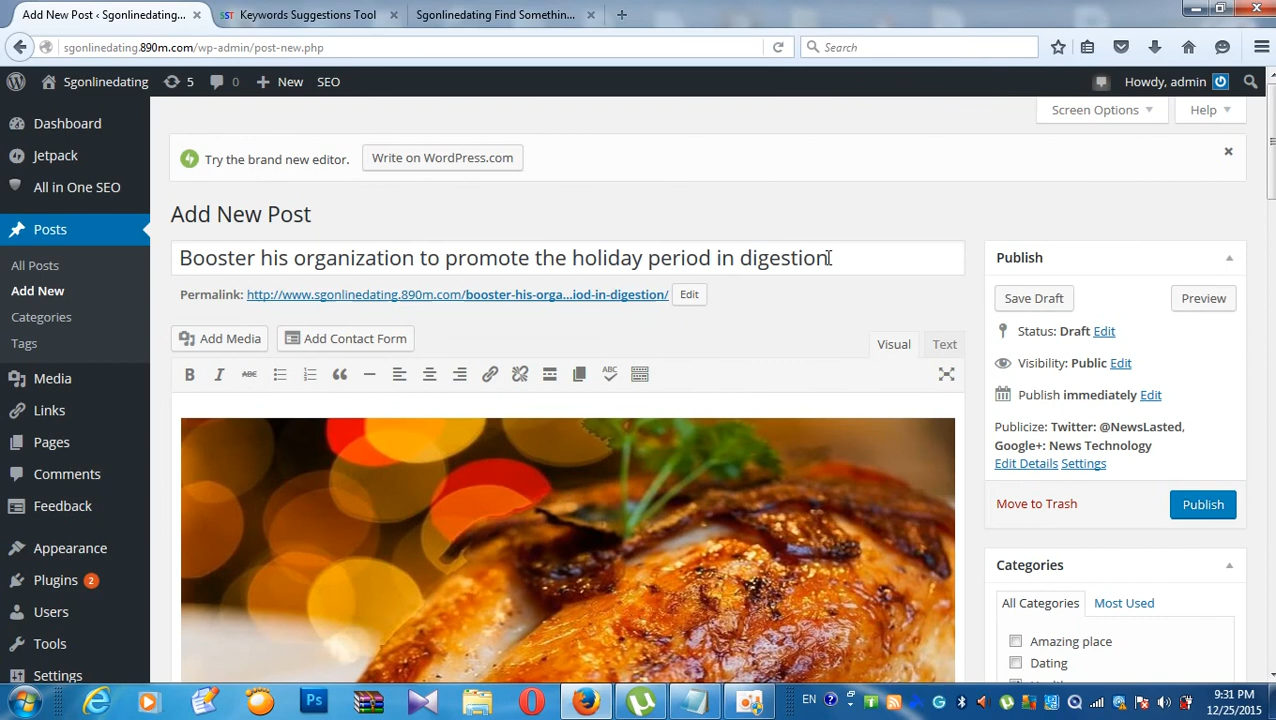 Add New Post ‹ Sgonlinedating...
Keywords Suggestions Tool
Sgonlinedating Find Somethin...
sgonlinedating.890m.com/wp-admin/post-new.php
Search
Sgonlinedating
5
0
New
SEO
Howdy, admin
Screen Options
Help
Dashboard
Jetpack
All in One SEO
Posts
All Posts
Add New
Categories
Tags
Media
Links
Pages
Comments
Feedback
Appearance
Plugins 2
Users
Tools
Settings
Try the brand new editor.
Write on WordPress.com
Add New Post
Booster his organization to promote the holiday period in digestion
Permalink: http://www.sgonlinedating.890m.com/booster-his-orga...iod-in-digestion/ Edit
Add Media
Add Contact Form
Visual
Text
B I ABC
ABC
Publish
Save Draft
Preview
Status: Draft Edit
Visibility: Public Edit
Publish immediately Edit
Publicize: Twitter: @NewsLasted,
Google+: News Technology
Edit Details Settings
Move to Trash
Publish
Categories
All Categories
Most Used
Amazing place
Dating
Ps
EN
9:31 PM
12/25/2015